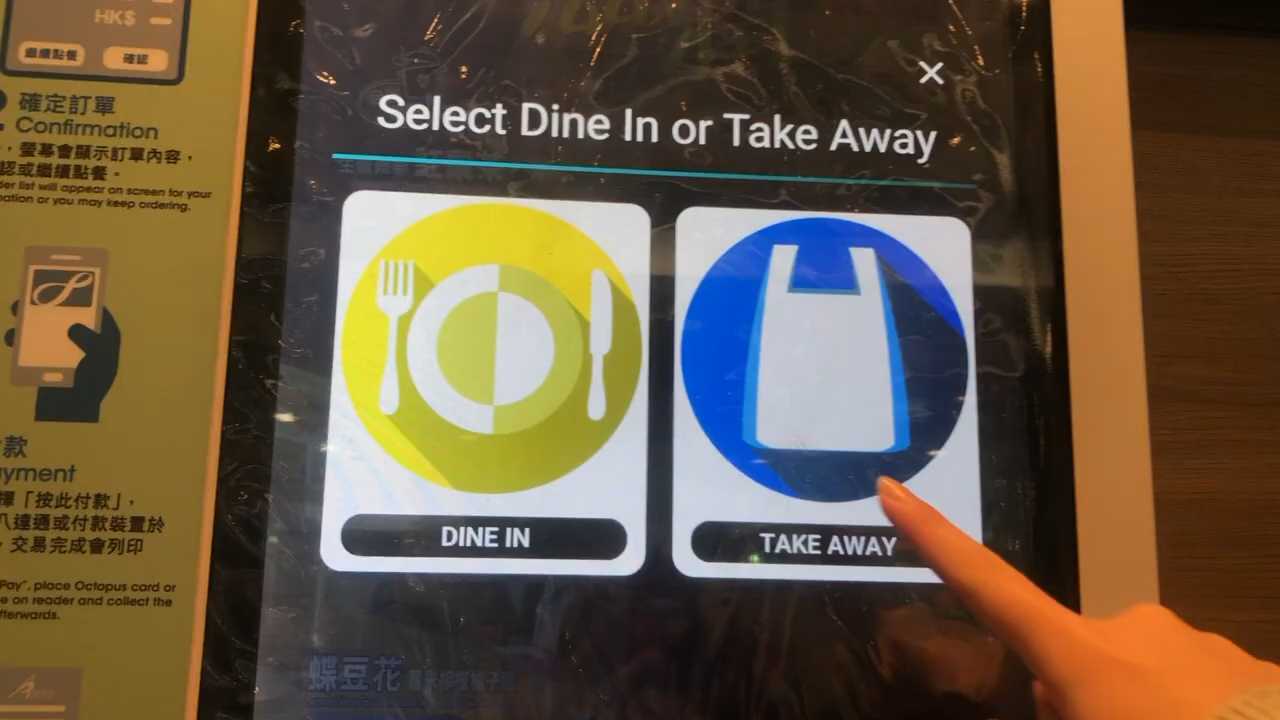 HK$
繼續點餐
確認
確定訂單
Confirmation
，螢幕會顯示訂單內容，
認或繼續點餐。
der list will appear on screen for your
ation or you may keep ordering.
款
yment
擇「按此付款」，
八達通或付款裝置於
，交易完成會列印
Pay", place Octopus card or
e on reader and collect the
fterwards.
Select Dine In or Take Away
DINE IN
TAKE AWAY
蝶豆花